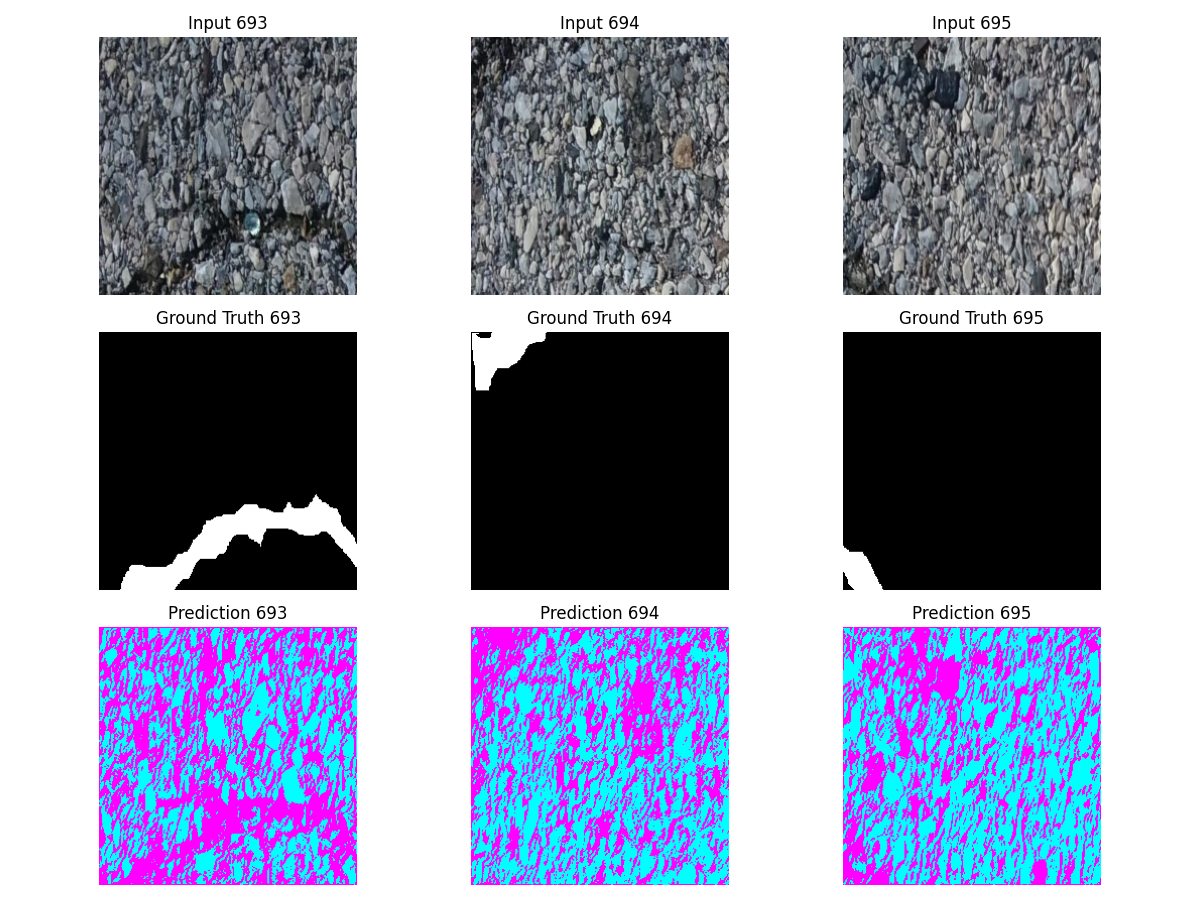 Input 693
Input 694
Input 695
Ground Truth 693
Ground Truth 694
Ground Truth 695
Prediction 693
Prediction 694
Prediction 695